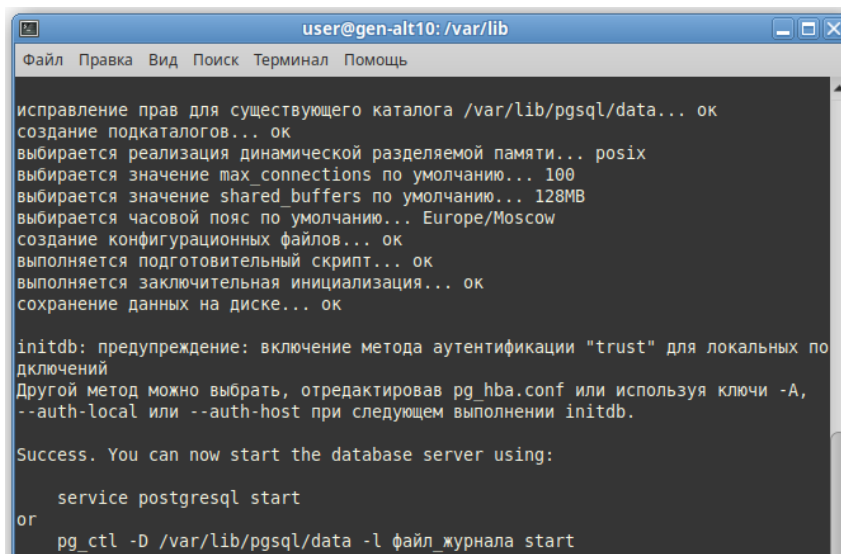 user@gen-alt10: /var/lib
Файл Правка Вид Поиск Терминал Помощь
исправление прав для существующего каталога /var/lib/pgsql/data... ок
создание подкаталогов... ок
выбирается реализация динамической разделяемой памяти... posix
выбирается значение max_connections по умолчанию... 100
выбирается значение shared_buffers по умолчанию... 128MB
выбирается часовой пояс по умолчанию... Europe/Moscow
создание конфигурационных файлов... ок
выполняется подготовительный скрипт... ок
выполняется заключительная инициализация... ок
сохранение данных на диске... ок
initdb: предупреждение: включение метода аутентификации "trust" для локальных по
дключений
Другой метод можно выбрать, отредактировав pg_hba.conf или используя ключи -A,
--auth-local или --auth-host при следующем выполнении initdb.
Success. You can now start the database server using:
service postgresql start
or
pg_ctl -D /var/lib/pgsql/data -l файл_журнала start